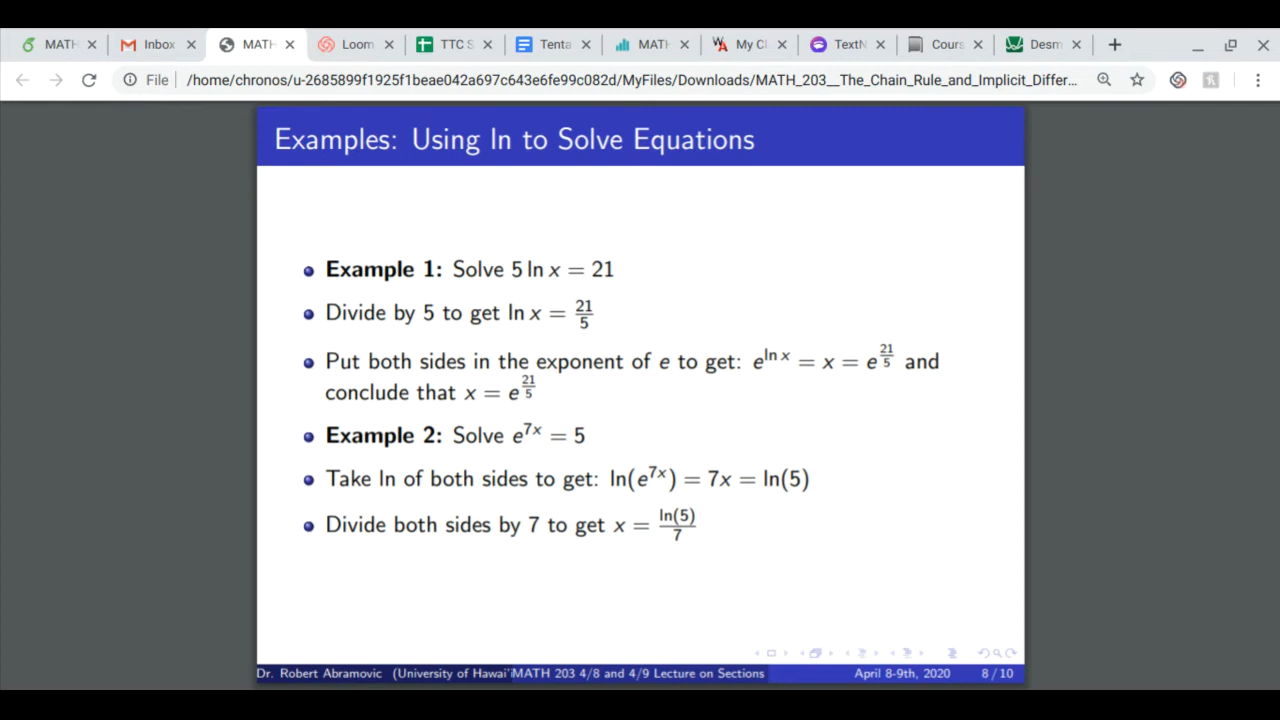 MATH Inbox MATH Loom TTC S Tenta MATH My Cl TextN Cours Desm
File /home/chronos/u-2685899f1925f1beae042a697c643e6fe99c082d/MyFiles/Downloads/MATH_203__The_Chain_Rule_and_Implicit_Differ...
Examples: Using ln to Solve Equations
Example 1: Solve 5 ln x = 21
Divide by 5 to get ln x = 21/5
Put both sides in the exponent of e to get: e^{ln x} = x = e^{21/5} and
conclude that x = e^{21/5}
Example 2: Solve e^{7x} = 5
Take ln of both sides to get: ln(e^{7x}) = 7x = ln(5)
Divide both sides by 7 to get x = ln(5)/7
Dr. Robert Abramovic (University of Hawai'i MATH 203 4/8 and 4/9 Lecture on Sections April 8-9th, 2020 8 / 10